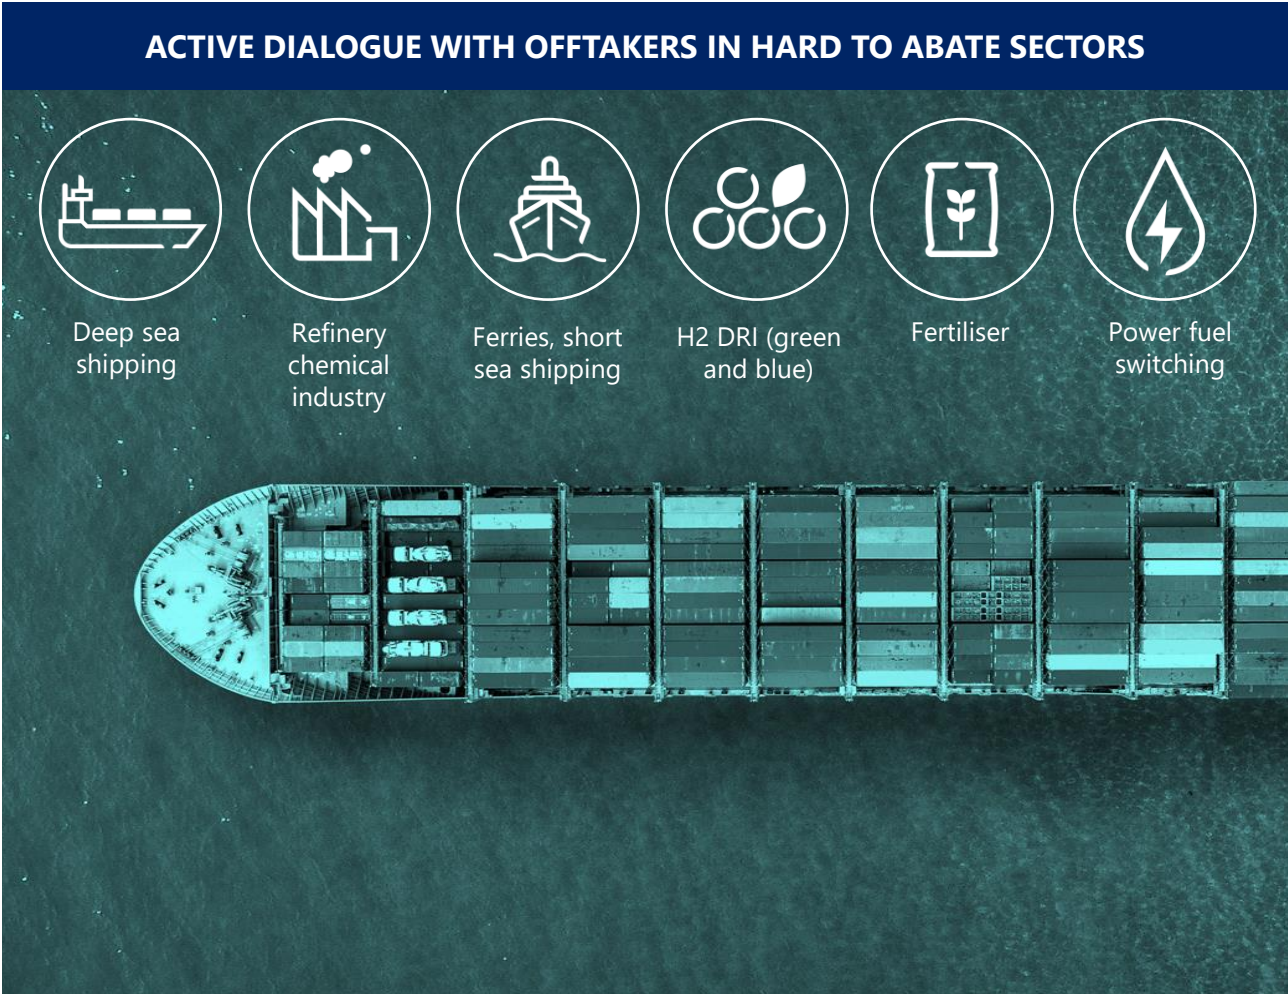 ACTIVE DIALOGUE WITH OFFTAKERS IN HARD TO ABATE SECTORS
Deep sea
shipping
Refinery
chemical
industry
Ferries, short
sea shipping
H2 DRI (green
and blue)
Fertiliser
Power fuel
switching